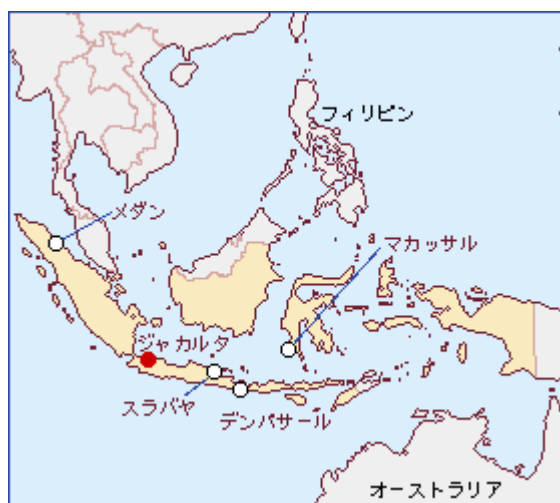 フィリピン
メダン
マカッサル
ジャカルタ
スラバヤ
デンパサール
オーストラリア